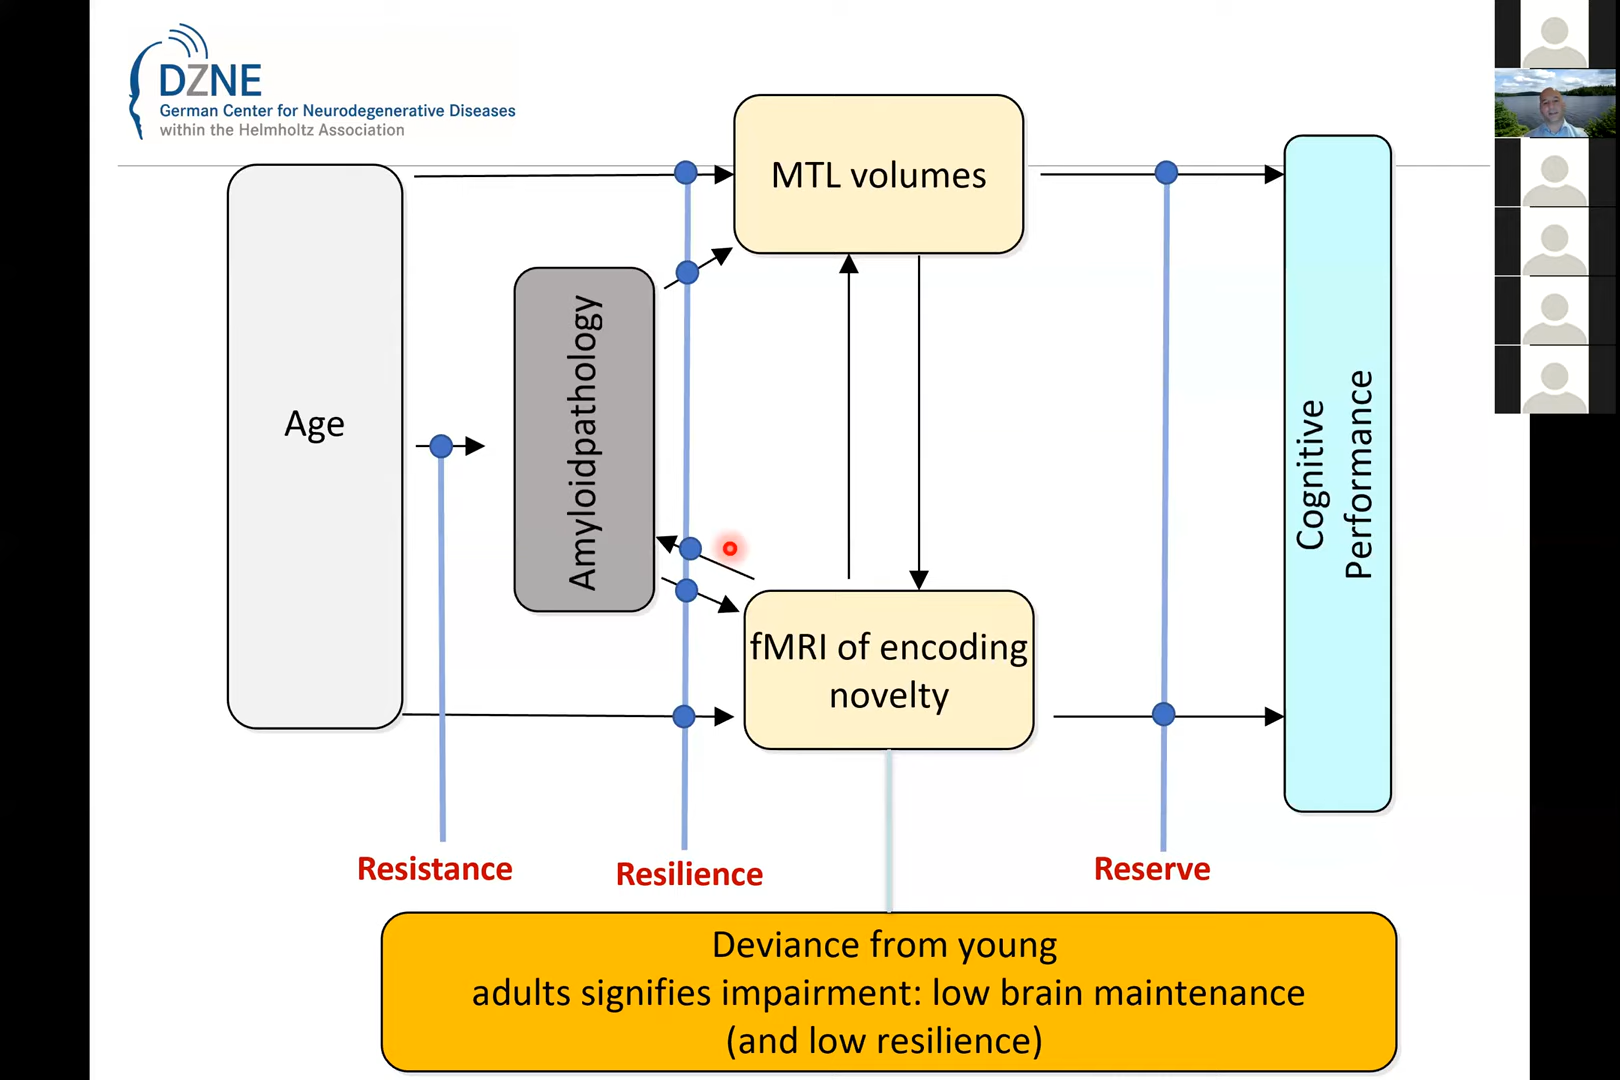 DZNE
German Center for Neurodegenerative Diseases
within the Helmholtz Association
MTL volumes
Age
Amyloidpathology
Cognitive
Performance
fMRI of encoding
novelty
Resistance
Resilience
Reserve
Deviance from young
adults signifies impairment: low brain maintenance
(and low resilience)